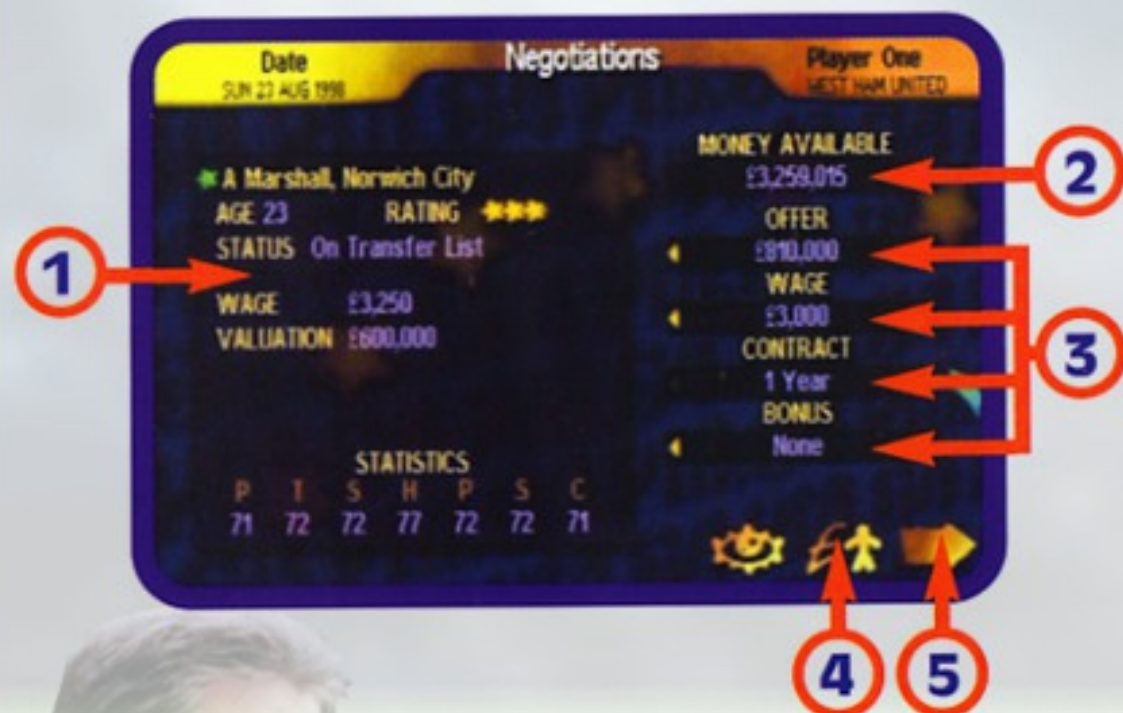 Date
SUN 23 AUG 1998
Negotiations
Player One
WEST HAM UNITED
A Marshall, Norwich City
AGE 23 RATING
STATUS On Transfer List
WAGE £3,250
VALUATION £600,000
STATISTICS
P T S H P S C
71 72 72 77 72 72 71
MONEY AVAILABLE
£3,259,015
OFFER
£810,000
WAGE
£3,000
CONTRACT
1 Year
BONUS
None
1
2
3
4
5